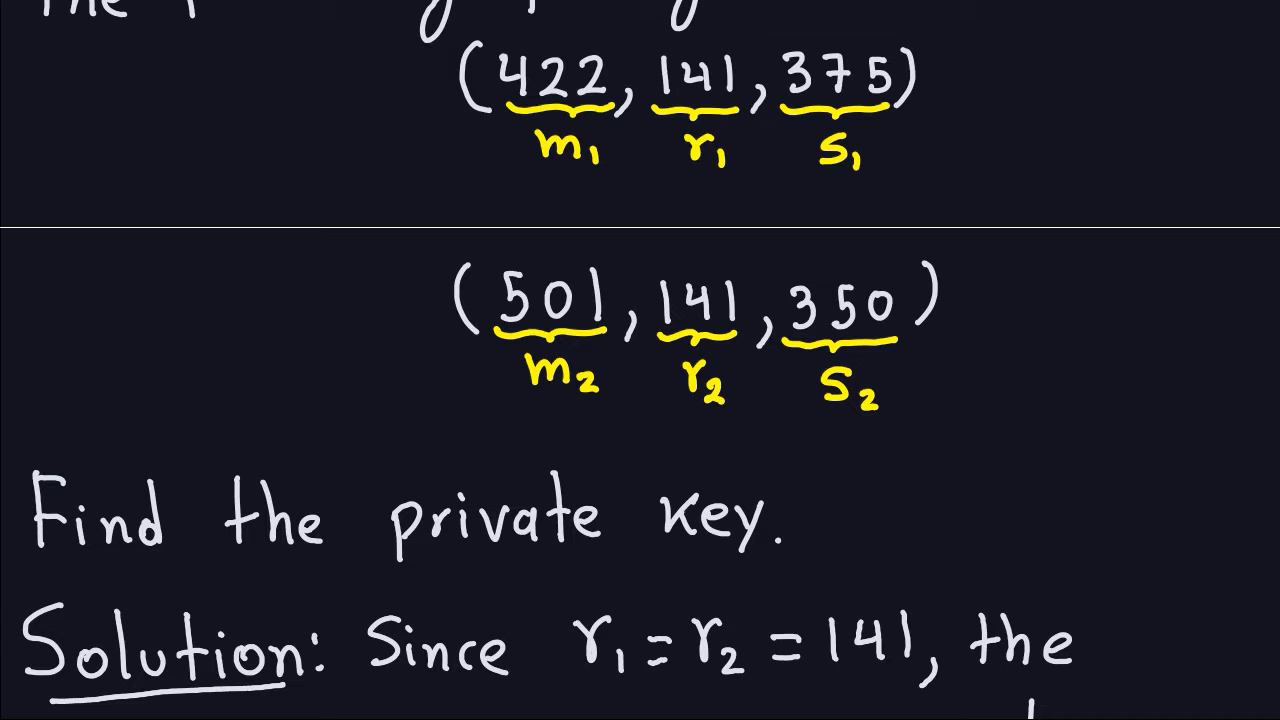 The
(422, 141, 375)
m₁ r₁ s₁
(501, 141, 350)
m₂ r₂ s₂
Find the private key.
Solution: Since r₁ = r₂ = 141, the